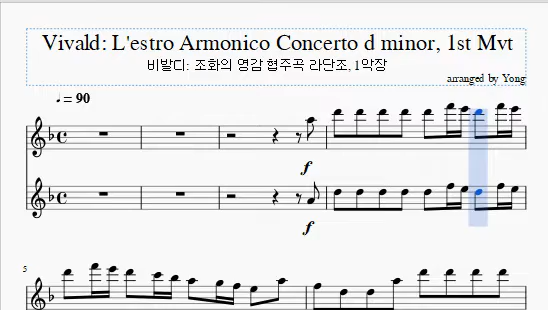 Vivald: L'estro Armonico Concerto d minor, 1st Mvt
비발디: 조화의 영감 협주곡 라단조, 1악장
arranged by Yong
= 90
f
f
5